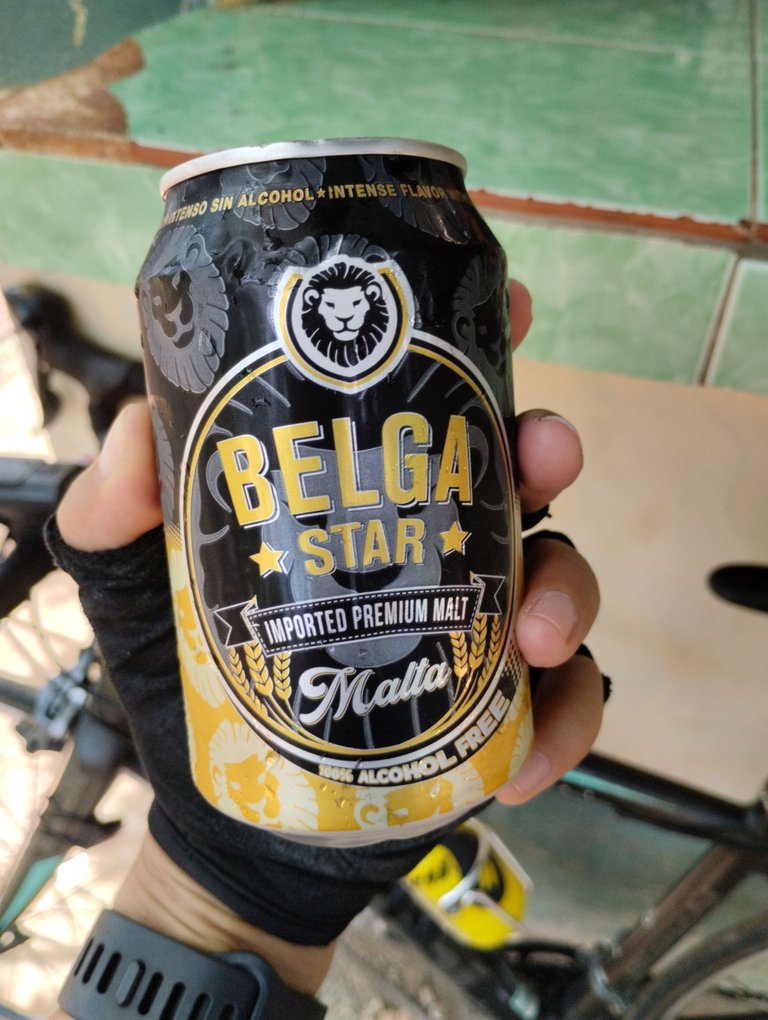 INTENSO SIN ALCOHOL★INTENSE FLAVOR
BELGA
★ STAR ★
IMPORTED PREMIUM MALT
Malta
100% ALCOHOL FREE